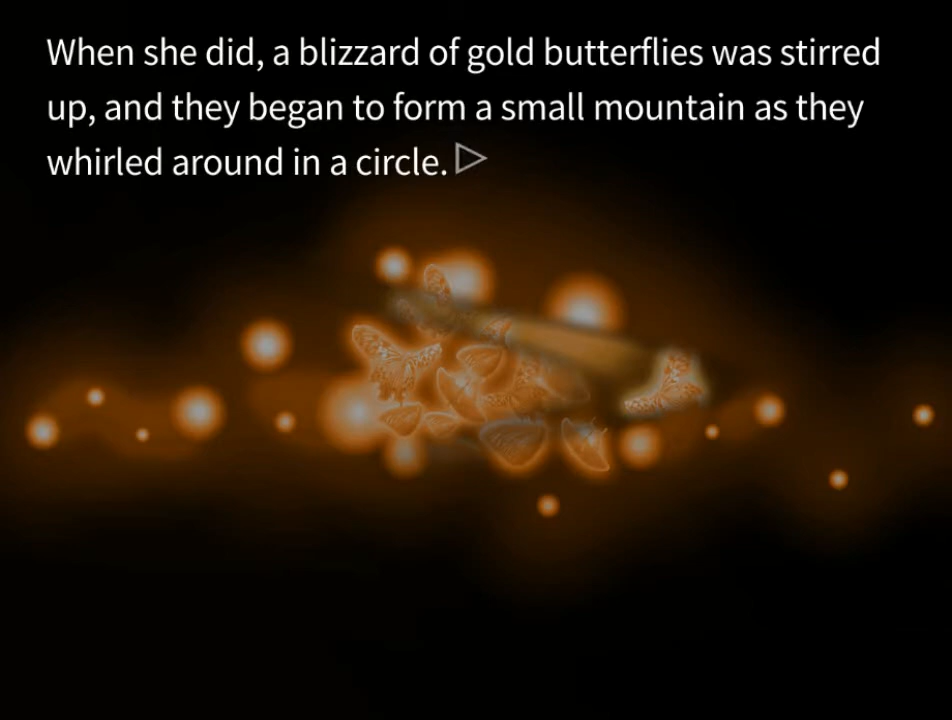 When she did, a blizzard of gold butterflies was stirred
up, and they began to form a small mountain as they
whirled around in a circle.